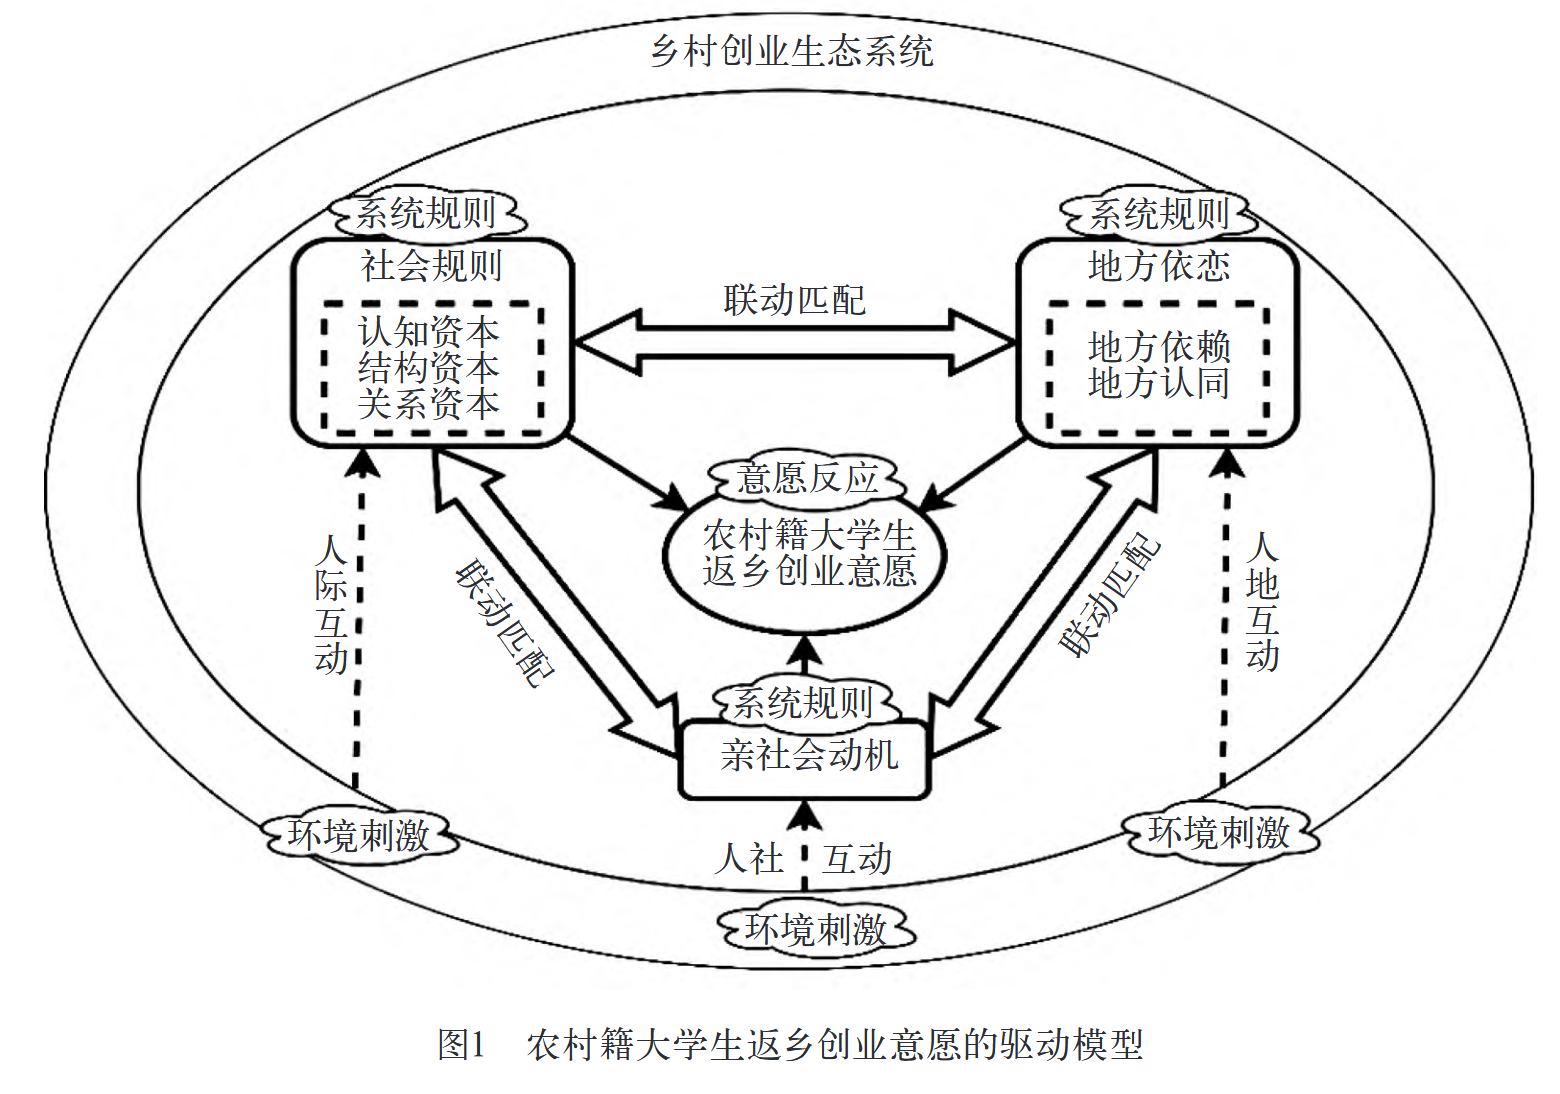 乡村创业生态系统
系统规则
系统规则
社会规则
地方依恋
联动匹配
认知资本
结构资本
关系资本
地方依赖
地方认同
意愿反应
农村籍大学生
返乡创业意愿
人际互动
联动匹配
联动匹配
人地互动
系统规则
亲社会动机
环境刺激
环境刺激
人社 互动
环境刺激
图1 农村籍大学生返乡创业意愿的驱动模型